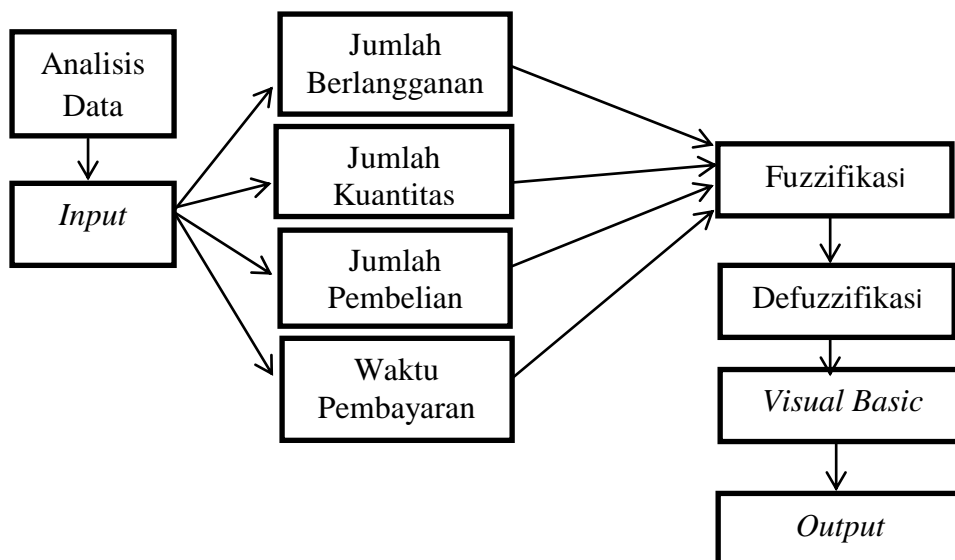 Analisis
Data
Input
Jumlah
Berlangganan
Jumlah
Kuantitas
Jumlah
Pembelian
Waktu
Pembayaran
Fuzzifikasi
Defuzzifikasi
Visual Basic
Output